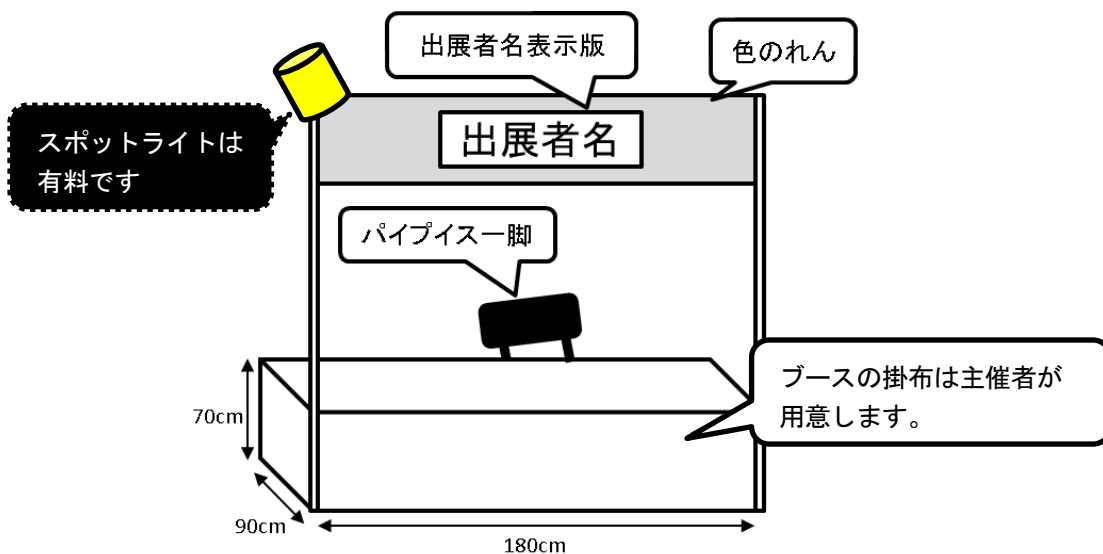 出展者名表示版
色のれん
スポットライトは
有料です
出展者名
パイプイス一脚
ブースの掛布は主催者が
用意します。
70cm
90cm
180cm